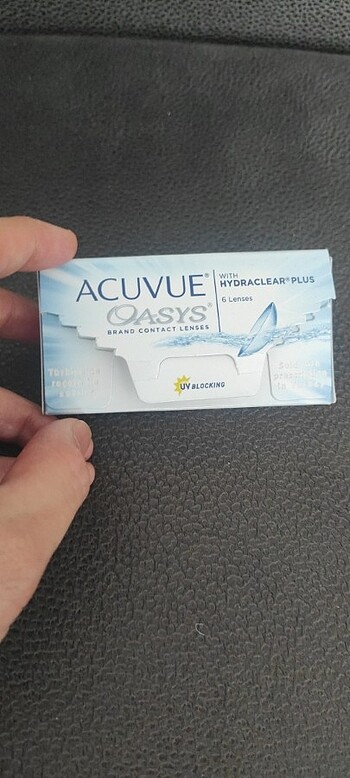 ACUVUE®
OASYS®
BRAND CONTACT LENSES
WITH
HYDRACLEAR® PLUS
6 Lenses
UV BLOCKING